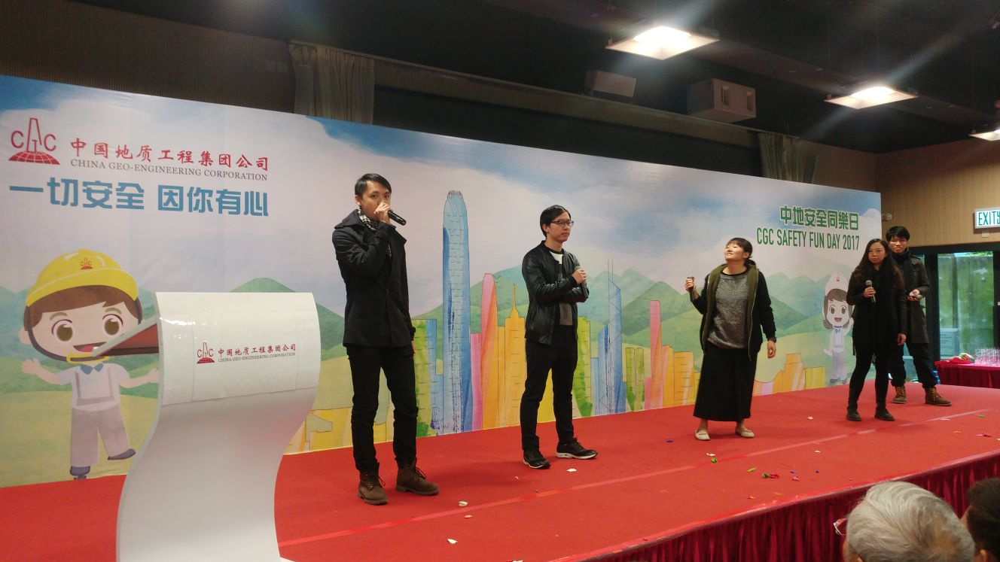 CGC 中国地质工程集团公司
CHINA GEO-ENGINEERING CORPORATION
一切安全 因你有心
中地安全同樂日
CGC SAFETY FUN DAY 2017
EXIT
CGC 中国地质工程集团公司
CHINA GEO-ENGINEERING CORPORATION